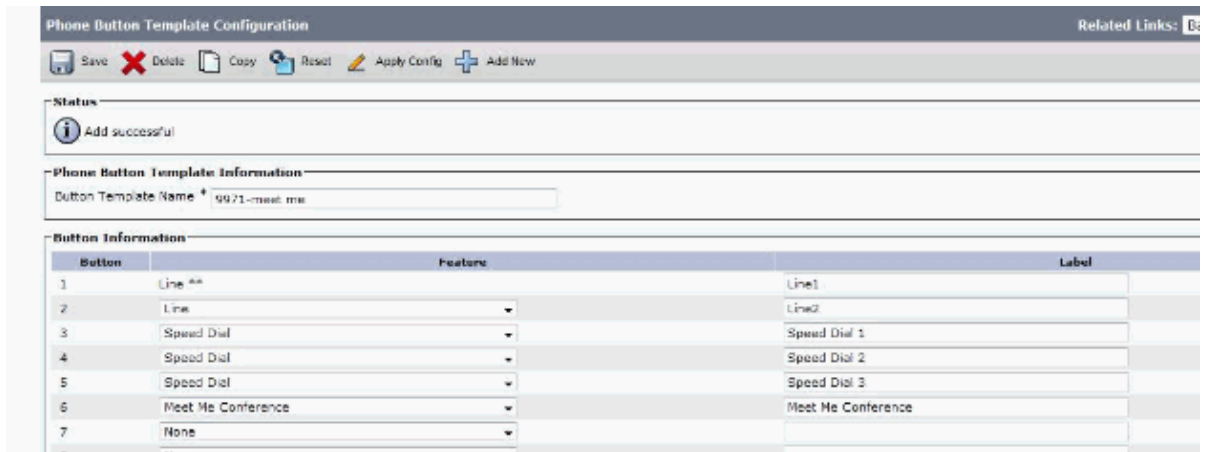 Phone Button Template Configuration Related Links:
Save Delete Copy Reset Apply Config Add New
Status
Add successful
Phone Button Template Information
Button Template Name * 9971-meet me
Button Information
Button Feature Label
1 Line ** Line1
2 Line Line2
3 Speed Dial Speed Dial 1
4 Speed Dial Speed Dial 2
5 Speed Dial Speed Dial 3
6 Meet Me Conference Meet Me Conference
7 None